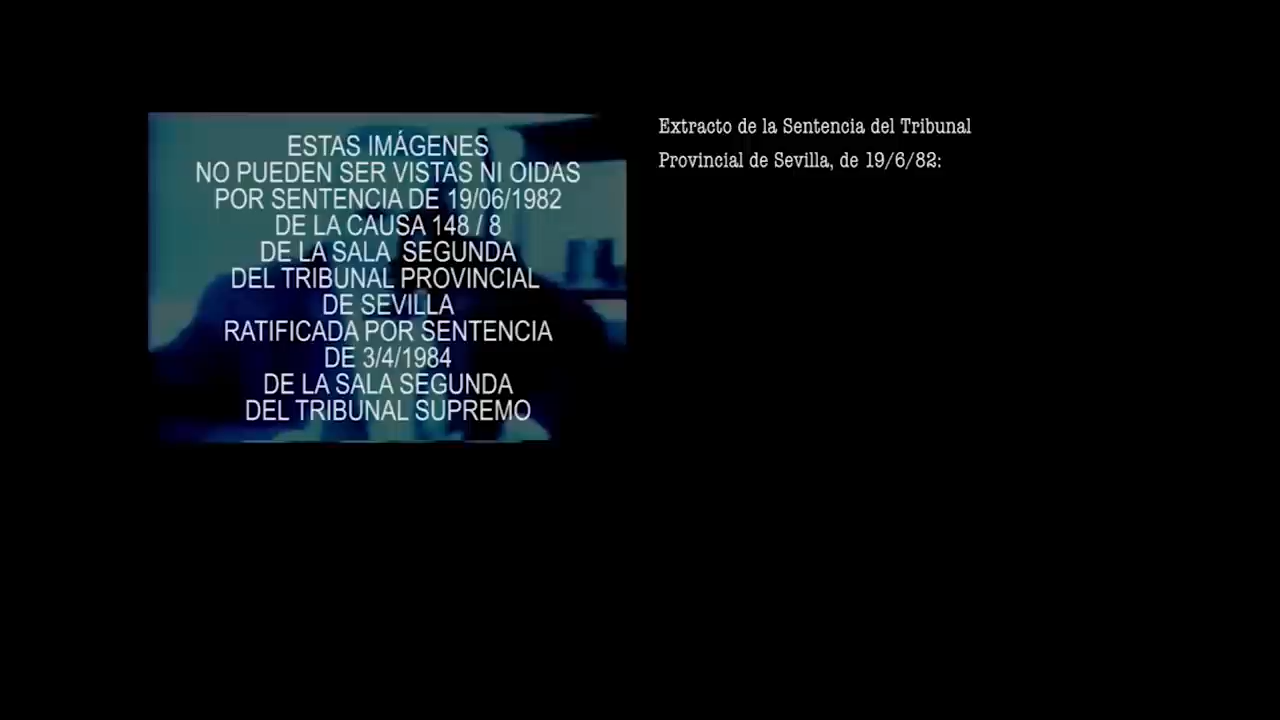 ESTAS IMÁGENES
NO PUEDEN SER VISTAS NI OIDAS
POR SENTENCIA DE 19/06/1982
DE LA CAUSA 148 / 8
DE LA SALA SEGUNDA
DEL TRIBUNAL PROVINCIAL
DE SEVILLA
RATIFICADA POR SENTENCIA
DE 3/4/1984
DE LA SALA SEGUNDA
DEL TRIBUNAL SUPREMO
Extracto de la Sentencia del Tribunal
Provincial de Sevilla, de 19/6/82: